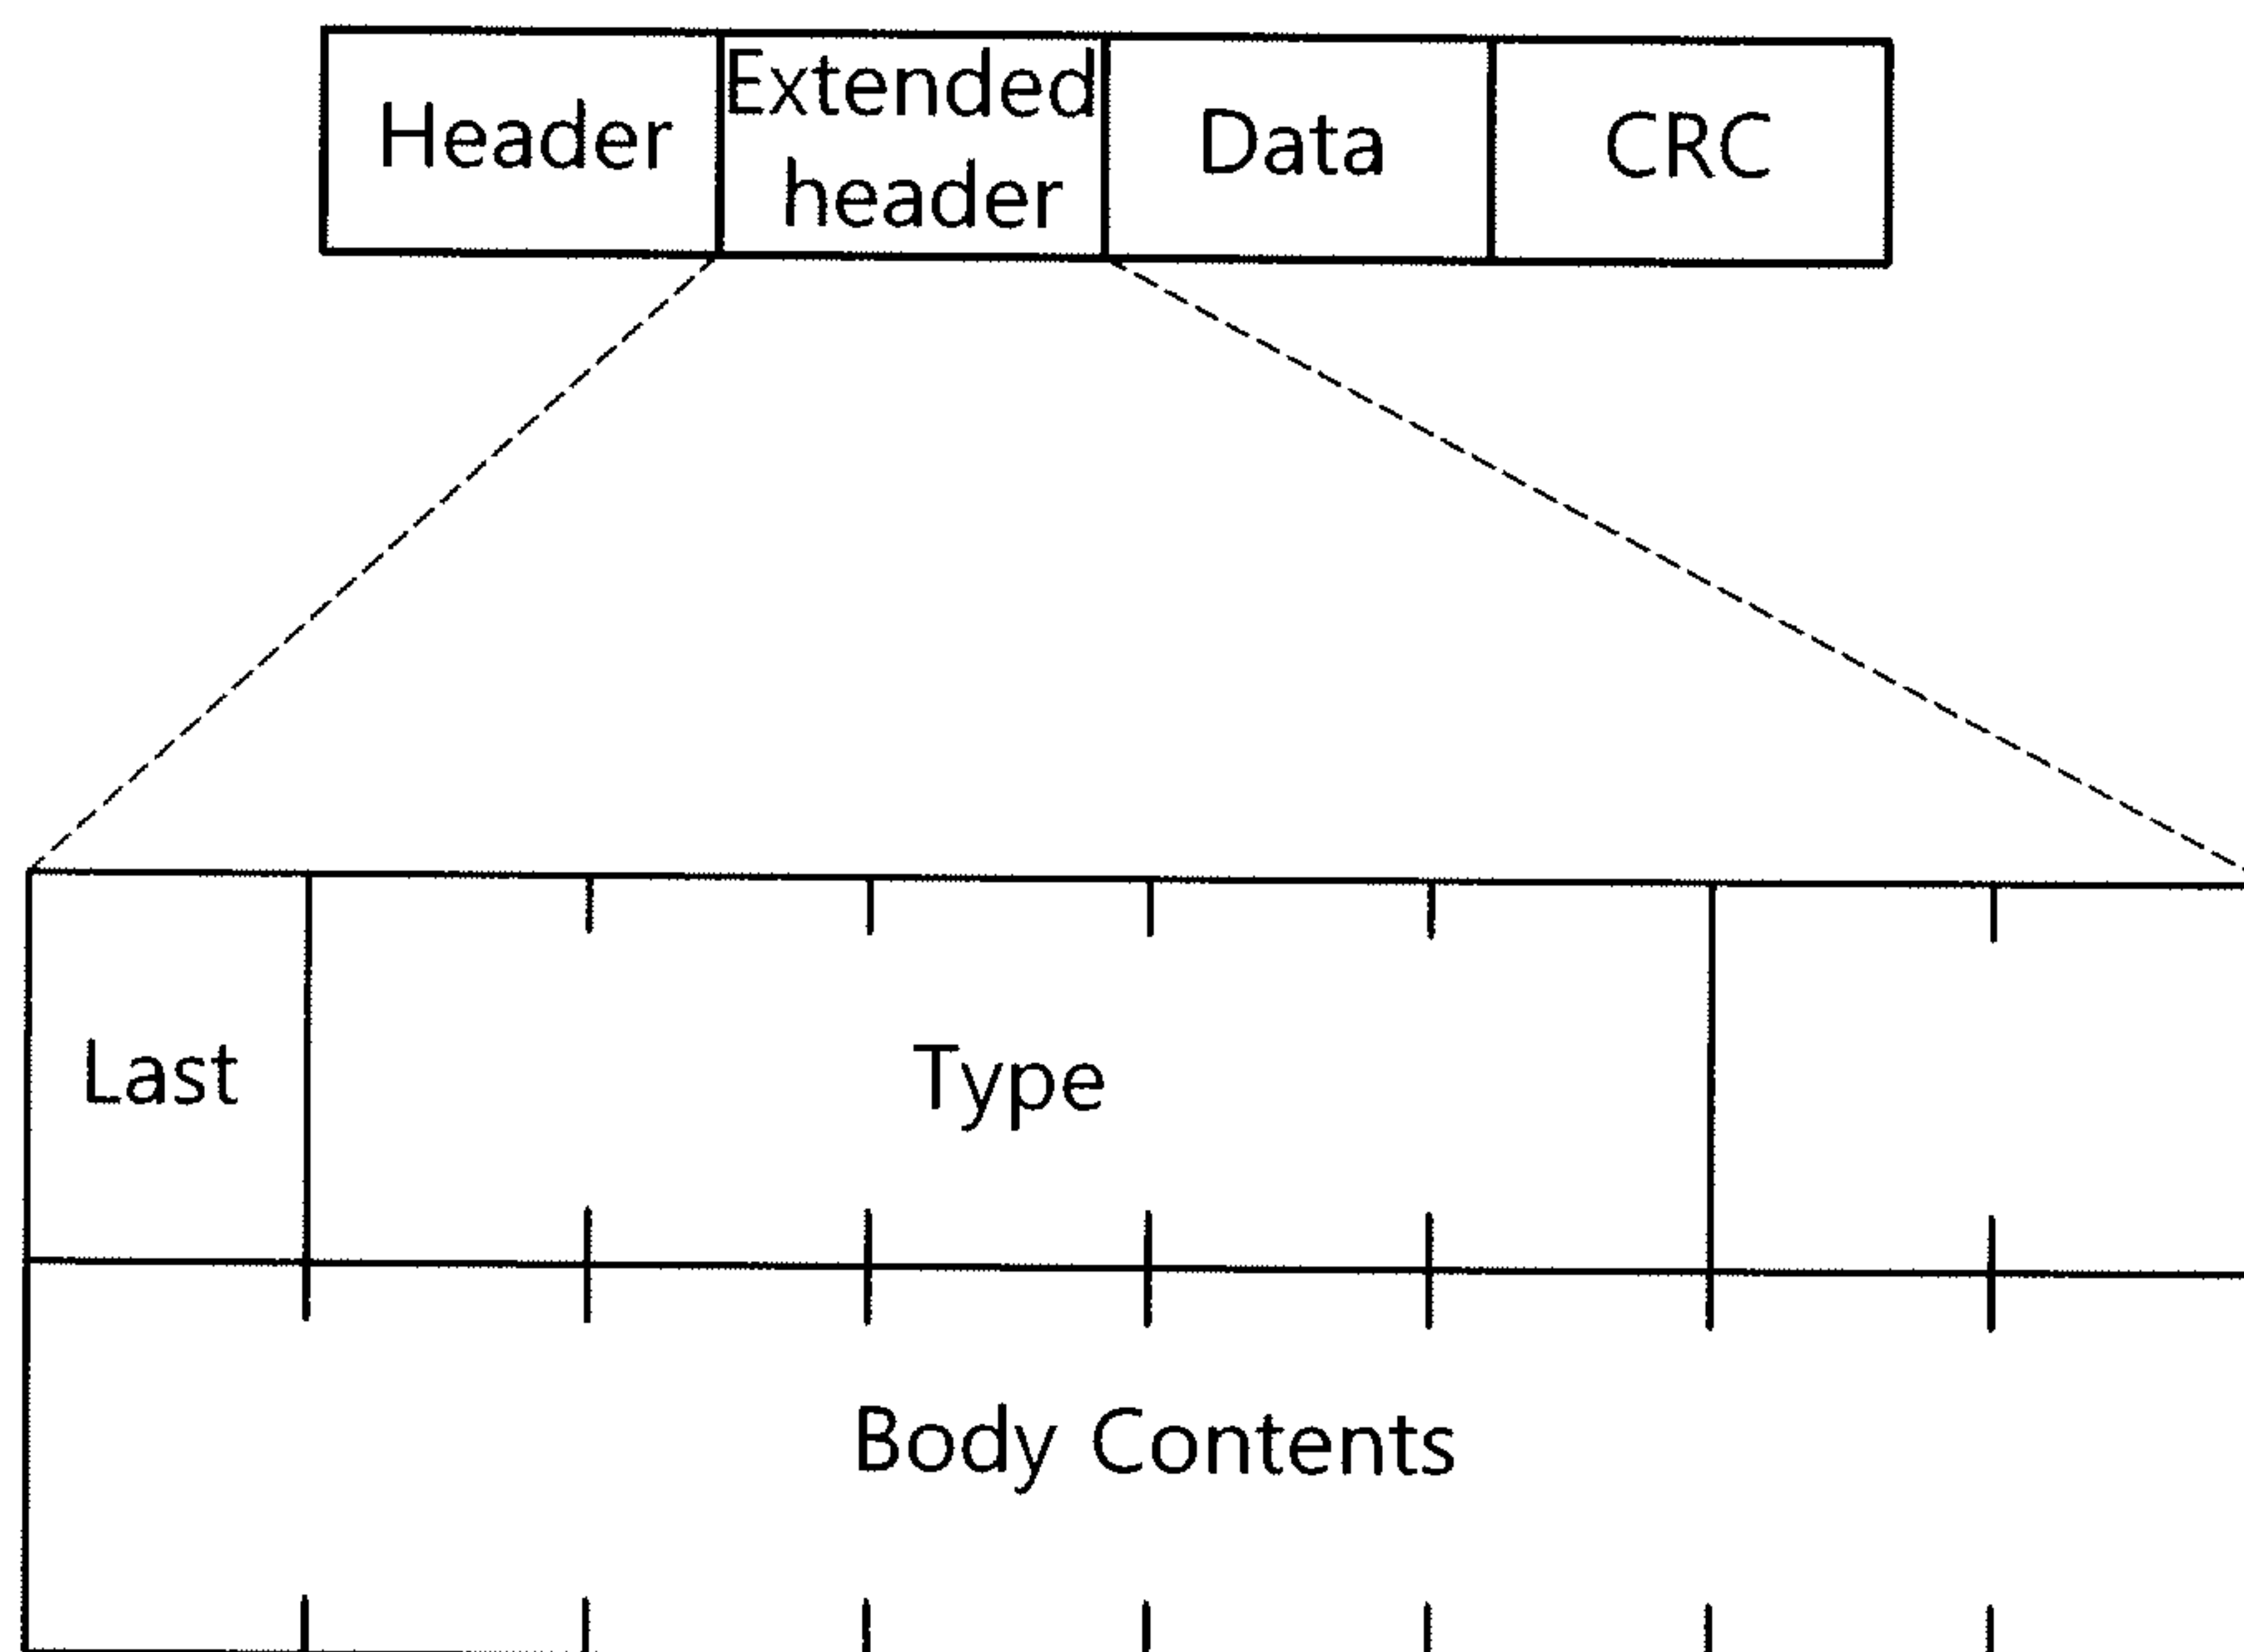 Header
Extended
header
Data
CRC
Last
Type
Body Contents